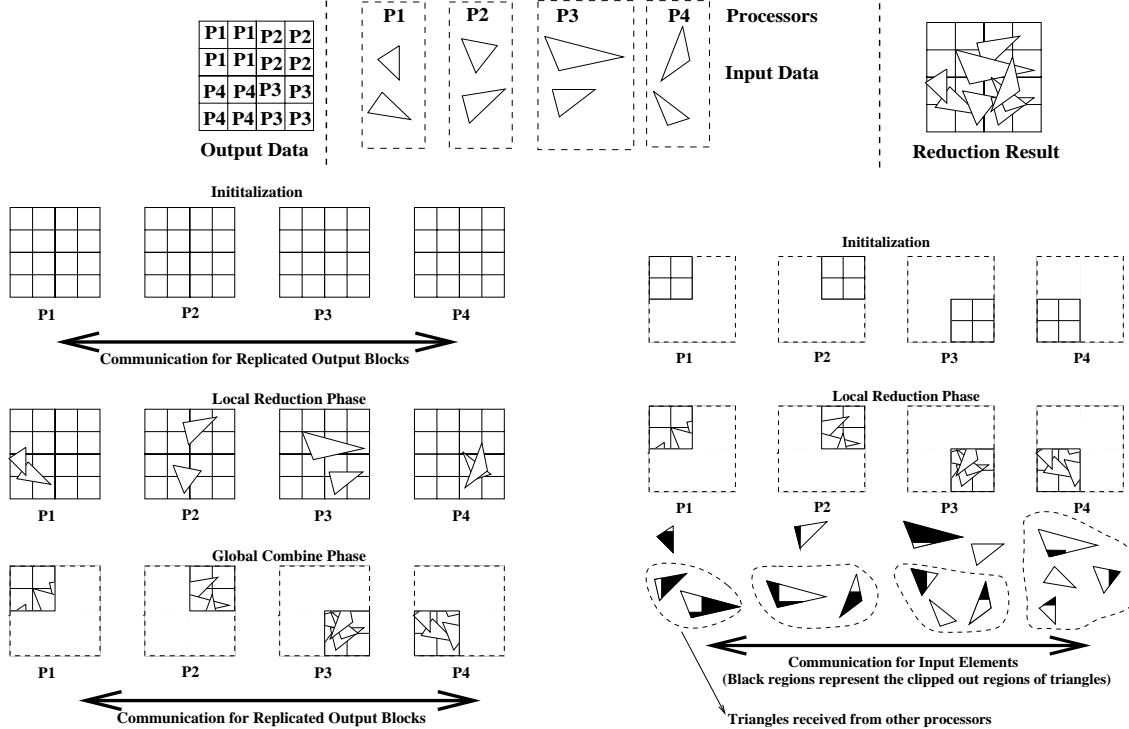 P1 P2 P3 P4 Processors
P1 P1 P2 P2
P1 P1 P2 P2
P4 P4 P3 P3
P4 P4 P3 P3
Input Data
Output Data
Reduction Result
Inititalization
P1 P2 P3 P4
Communication for Replicated Output Blocks
Local Reduction Phase
P1 P2 P3 P4
Global Combine Phase
P1 P2 P3 P4
Communication for Replicated Output Blocks
Inititalization
P1 P2 P3 P4
Local Reduction Phase
P1 P2 P3 P4
Communication for Input Elements
(Black regions represent the clipped out regions of triangles)
Triangles received from other processors